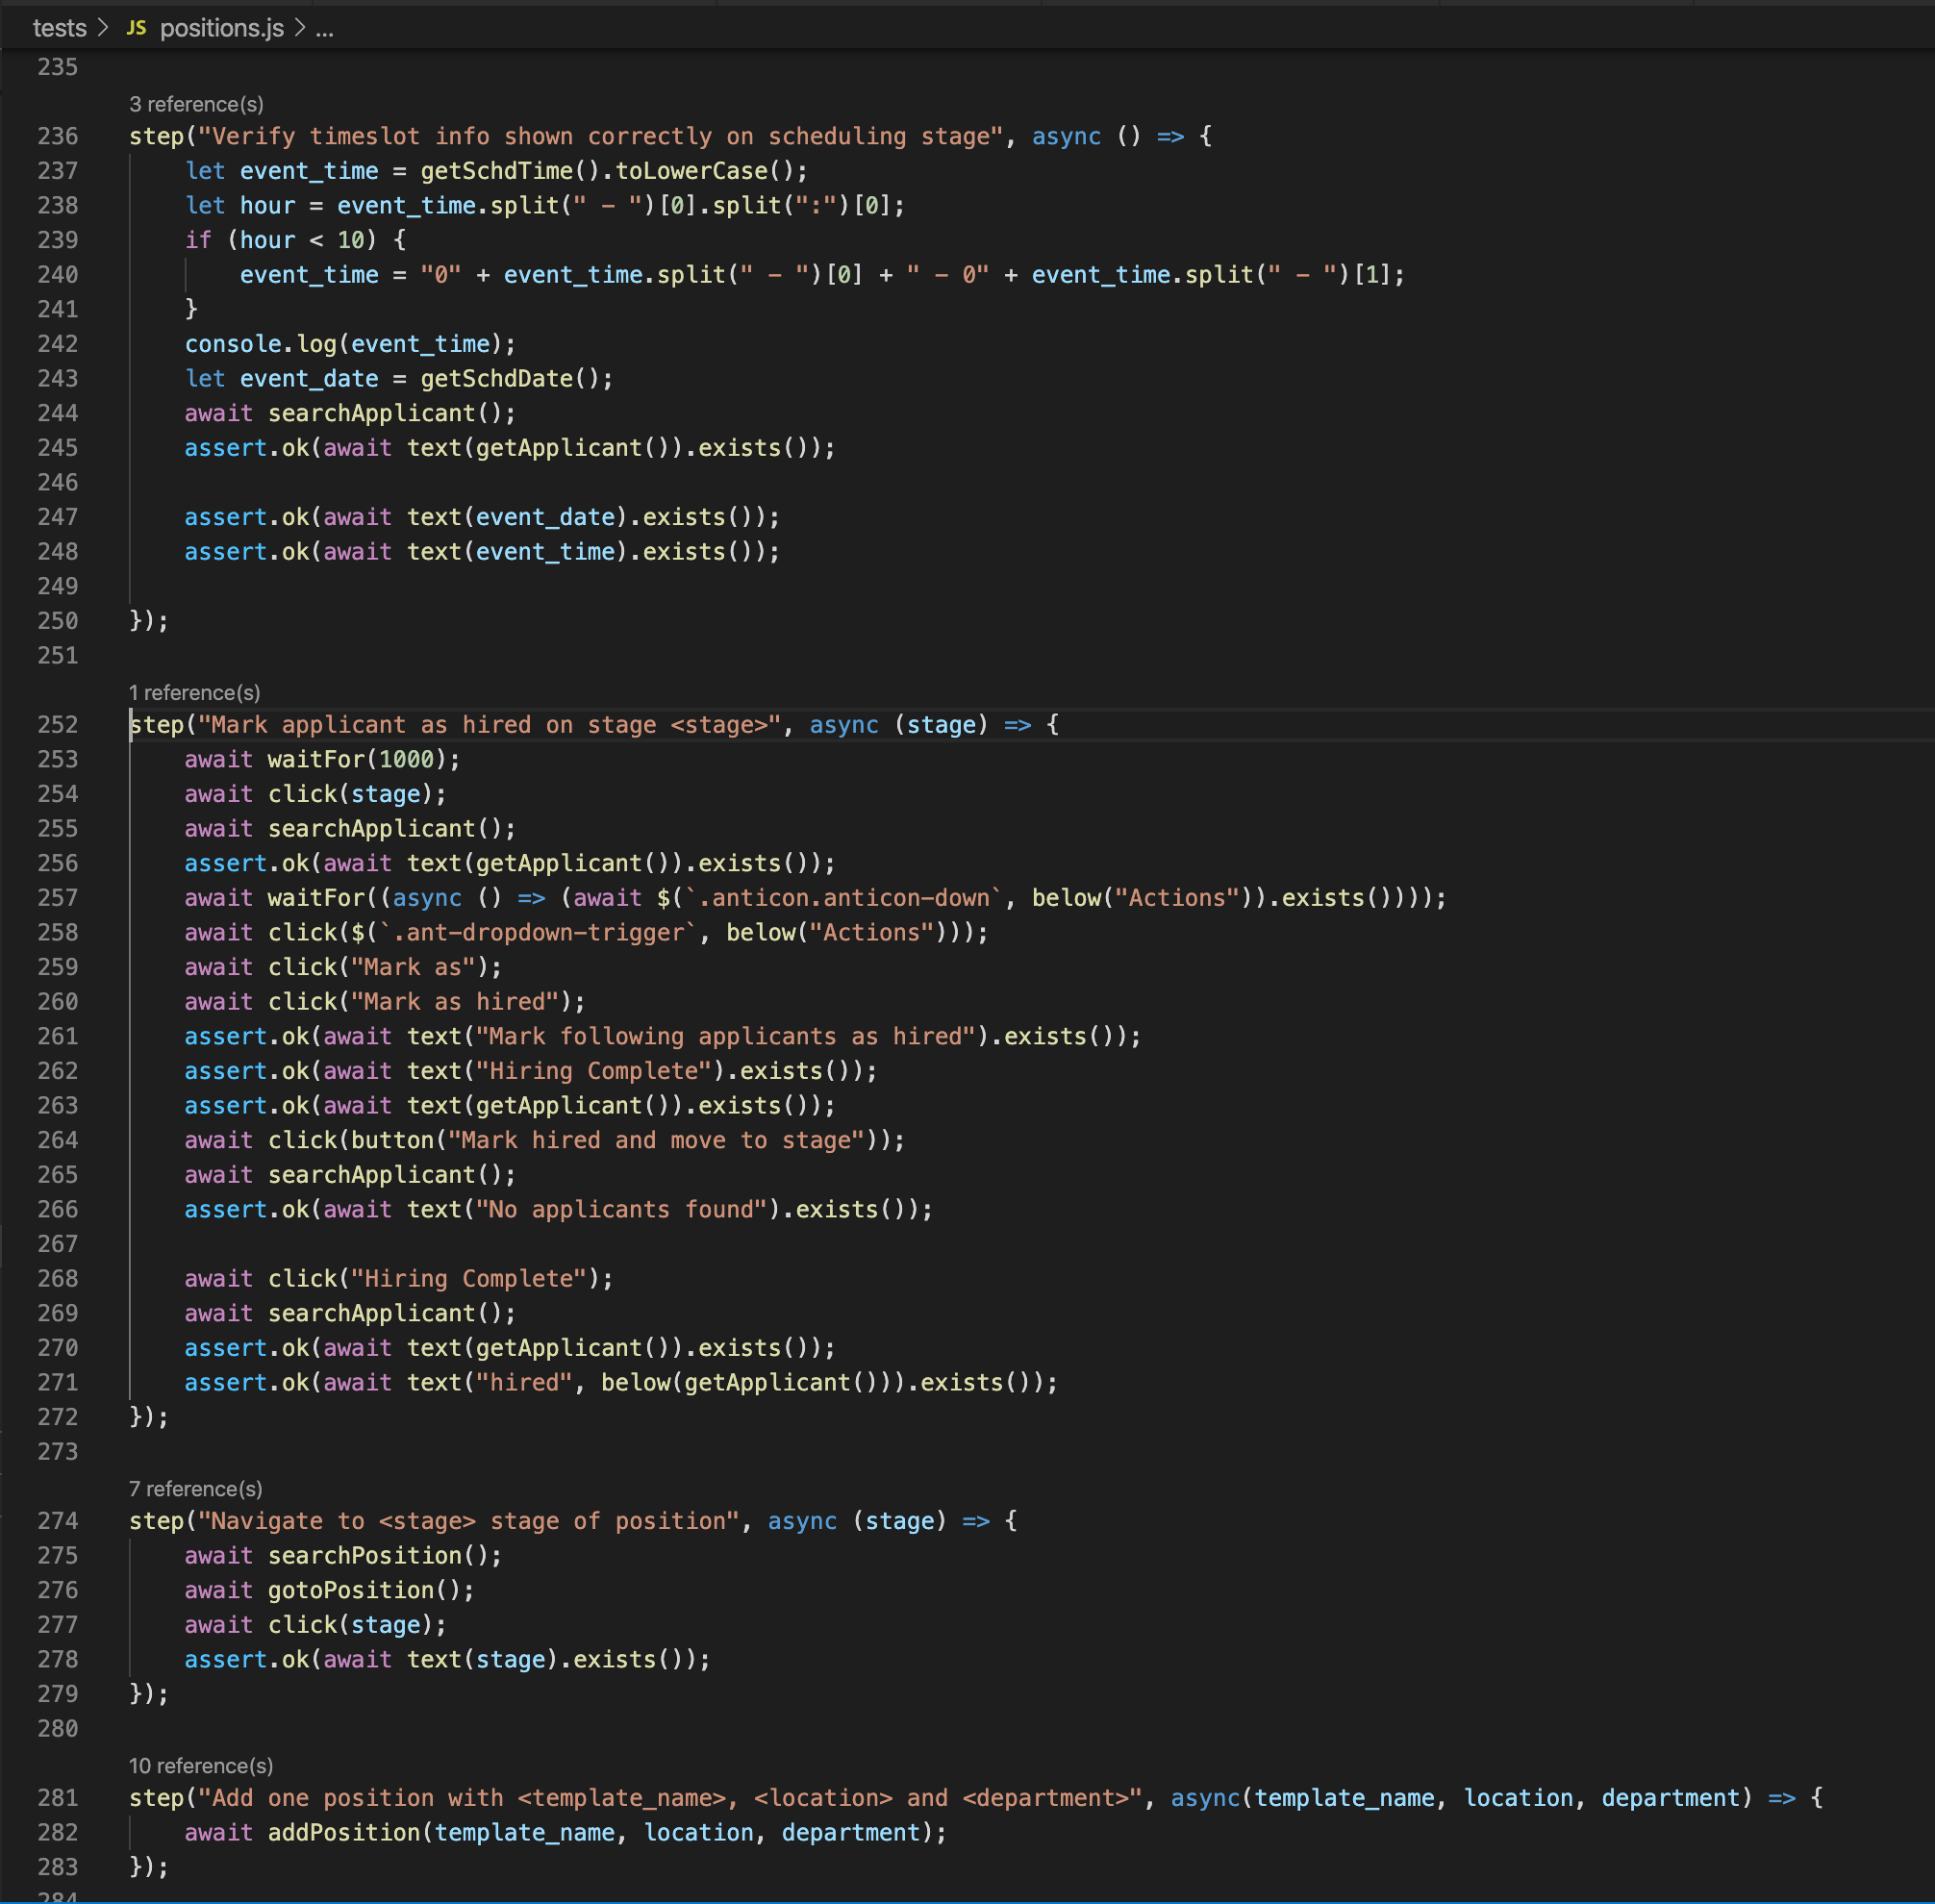 tests > JS positions.js > ...
235
3 reference(s)
236 step("Verify timeslot info shown correctly on scheduling stage", async () => {
237     let event_time = getSchdTime().toLowerCase();
238     let hour = event_time.split(" - ")[0].split(":")[0];
239     if (hour < 10) {
240         event_time = "0" + event_time.split(" - ")[0] + " - 0" + event_time.split(" - ")[1];
241     }
242     console.log(event_time);
243     let event_date = getSchdDate();
244     await searchApplicant();
245     assert.ok(await text(getApplicant()).exists());
246
247     assert.ok(await text(event_date).exists());
248     assert.ok(await text(event_time).exists());
249
250 });
251
1 reference(s)
252 step("Mark applicant as hired on stage <stage>", async (stage) => {
253     await waitFor(1000);
254     await click(stage);
255     await searchApplicant();
256     assert.ok(await text(getApplicant()).exists());
257     await waitFor((async () => (await $(`.anticon.anticon-down`, below("Actions")).exists())));
258     await click($(`.ant-dropdown-trigger`, below("Actions")));
259     await click("Mark as");
260     await click("Mark as hired");
261     assert.ok(await text("Mark following applicants as hired").exists());
262     assert.ok(await text("Hiring Complete").exists());
263     assert.ok(await text(getApplicant()).exists());
264     await click(button("Mark hired and move to stage"));
265     await searchApplicant();
266     assert.ok(await text("No applicants found").exists());
267
268     await click("Hiring Complete");
269     await searchApplicant();
270     assert.ok(await text(getApplicant()).exists());
271     assert.ok(await text("hired", below(getApplicant())).exists());
272 });
273
7 reference(s)
274 step("Navigate to <stage> stage of position", async (stage) => {
275     await searchPosition();
276     await gotoPosition();
277     await click(stage);
278     assert.ok(await text(stage).exists());
279 });
280
10 reference(s)
281 step("Add one position with <template_name>, <location> and <department>", async(template_name, location, department) => {
282     await addPosition(template_name, location, department);
283 });
284